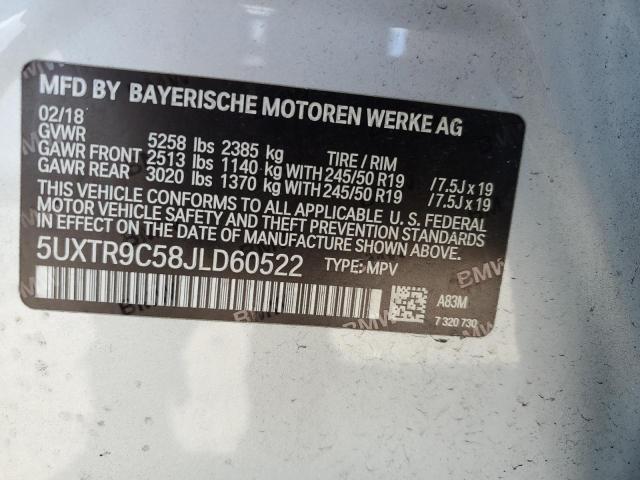 MFD BY BAYERISCHE MOTOREN WERKE AG
02/18
GVWR 5258 lbs 2385 kg TIRE / RIM
GAWR FRONT 2513 lbs 1140 kg WITH 245/50 R19 / 7.5J x 19
GAWR REAR 3020 lbs 1370 kg WITH 245/50 R19 / 7.5J x 19
THIS VEHICLE CONFORMS TO ALL APPLICABLE U. S. FEDERAL
MOTOR VEHICLE SAFETY AND THEFT PREVENTION STANDARDS
IN EFFECT ON THE DATE OF MANUFACTURE SHOWN ABOVE.
5UXTR9C58JLD60522 TYPE: MPV
A83M
7 320 730